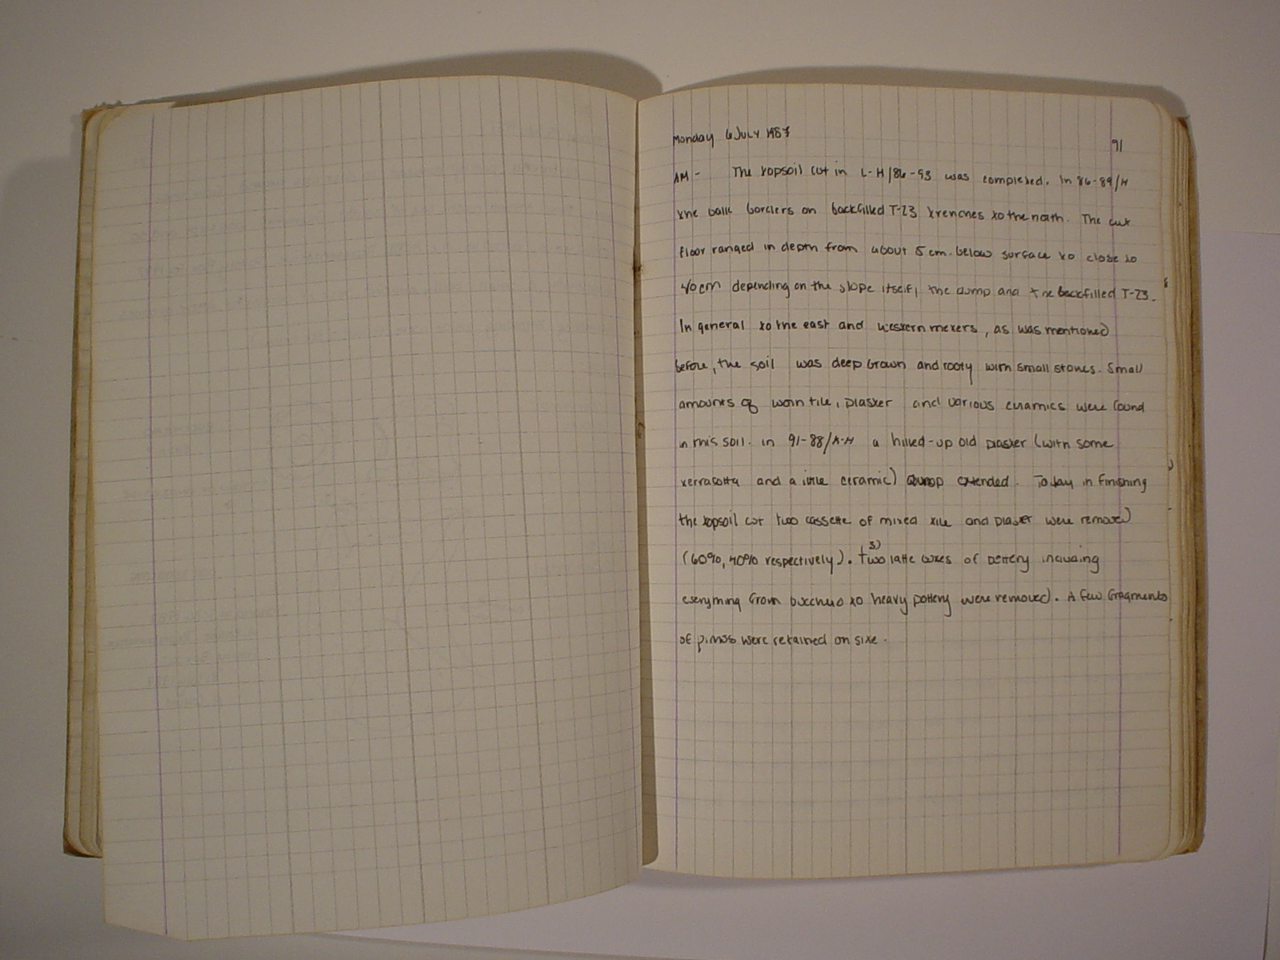 Monday 6 July 1987
91
AM - The topsoil cut in L-H/86-93 was completed. In 86-89/H
the balk borders on backfilled T-23 trenches to the north. The cut
floor ranged in depth from about 5 cm. below surface to close to
40cm depending on the slope itself, the dump and the backfilled T-23.
In general to the east and western meters, as was mentioned
before, the soil was deep brown and rooty with small stones. Small
amounts of worn tile, plaster and various ceramics were found
in this soil. in 91-88/A-H a hilled-up old plaster (with some
terracotta and a little ceramic) dump extended. Today in finishing
the topsoil cut two cassette of mixed tile and plaster were removed
(60%, 40% respectively). Two latte boxes of pottery including
everything from bucchero to heavy pottery were removed. A few fragments
of pithos were retained on site.